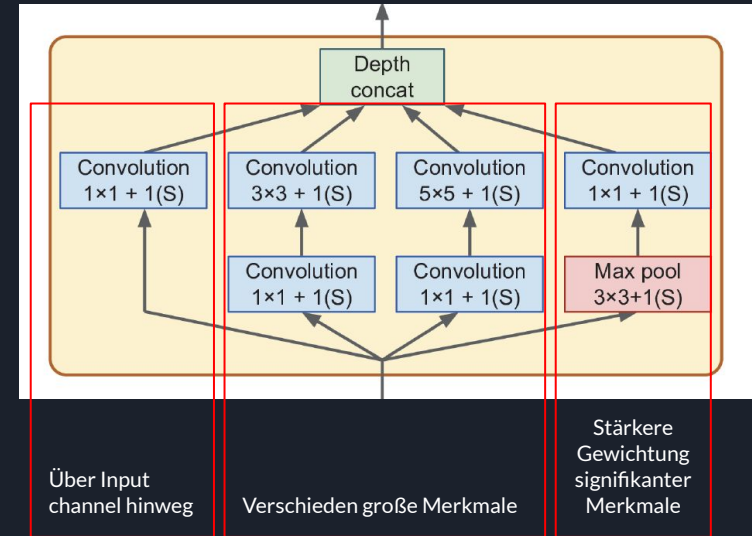 Depth
concat
Convolution
1×1 + 1(S)
Convolution
3×3 + 1(S)
Convolution
5×5 + 1(S)
Convolution
1×1 + 1(S)
Convolution
1×1 + 1(S)
Convolution
1×1 + 1(S)
Max pool
3×3+1(S)
Über Input
channel hinweg
Verschieden große Merkmale
Stärkere
Gewichtung
signifikanter
Merkmale